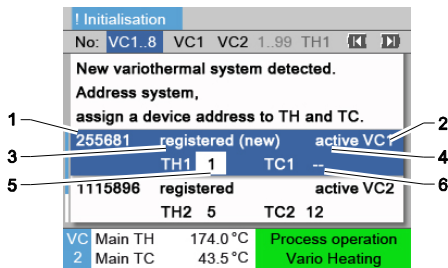 ! Initialisation
No: VC1..8 VC1 VC2 1..99 TH1
New variothermal system detected.
Address system,
assign a device address to TH and TC.
1
2
255681 registered (new) active VC1
3
4
TH1 1 TC1 --
5
6
1115896 registered active VC2
TH2 5 TC2 12
VC Main TH 174.0 °C Process operation
2 Main TC 43.5 °C Vario Heating